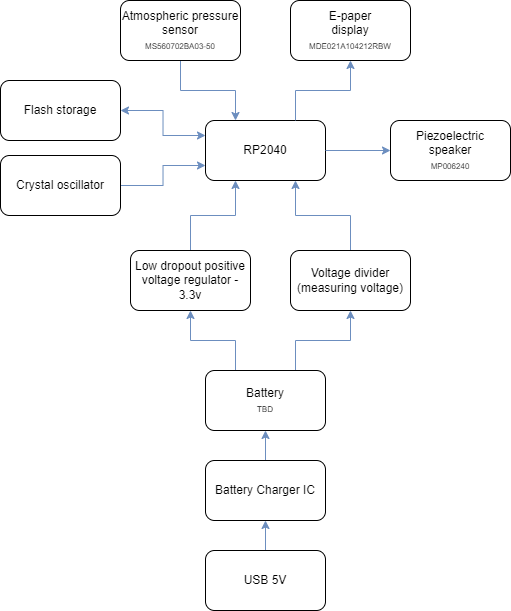 Atmospheric pressure
sensor
MS560702BA03-50
E-paper
display
MDE021A104212RBW
Flash storage
RP2040
Piezoelectric
speaker
MP006240
Crystal oscillator
Low dropout positive
voltage regulator -
3.3v
Voltage divider
(measuring voltage)
Battery
TBD
Battery Charger IC
USB 5V